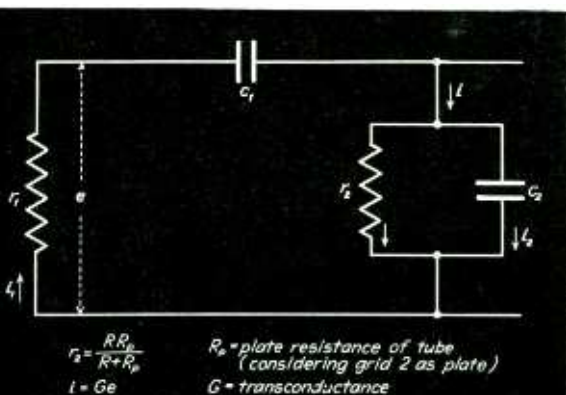 c₁
i
r₁
e
r₂
c₂
i₁
i₂
r₂ = RRₚ / R+Rₚ
Rₚ = plate resistance of tube
(considering grid 2 as plate)
i = Ge
G = transconductance